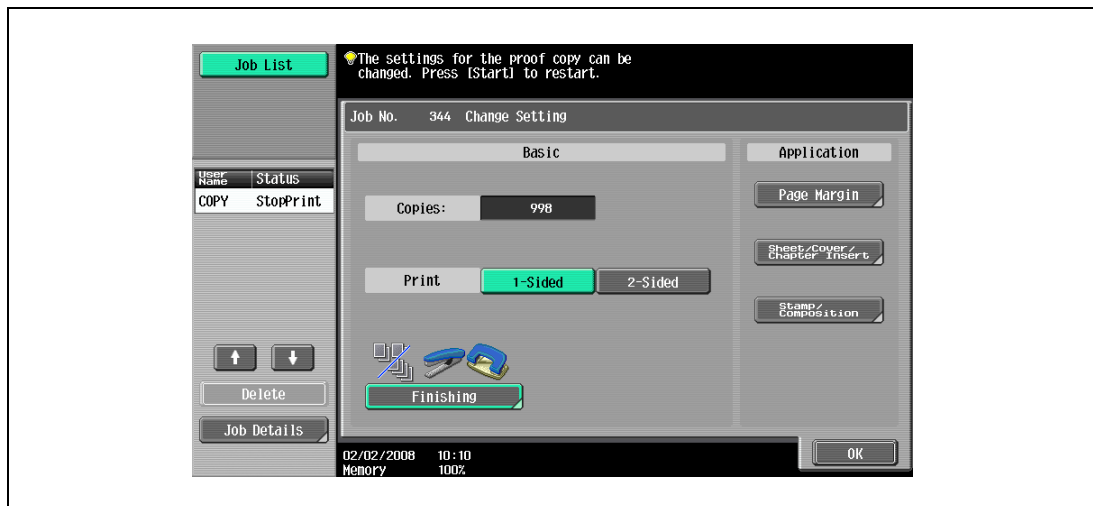 Job List
The settings for the proof copy can be
changed. Press [Start] to restart.
Job No. 344 Change Setting
Basic
Application
User
Name
Status
COPY StopPrint
Copies: 998
Page Margin
Sheet/Cover/
Chapter Insert
Print 1-Sided 2-Sided
Stamp/
Composition
Finishing
Delete
Job Details
02/02/2008 10:10
Memory 100%
OK